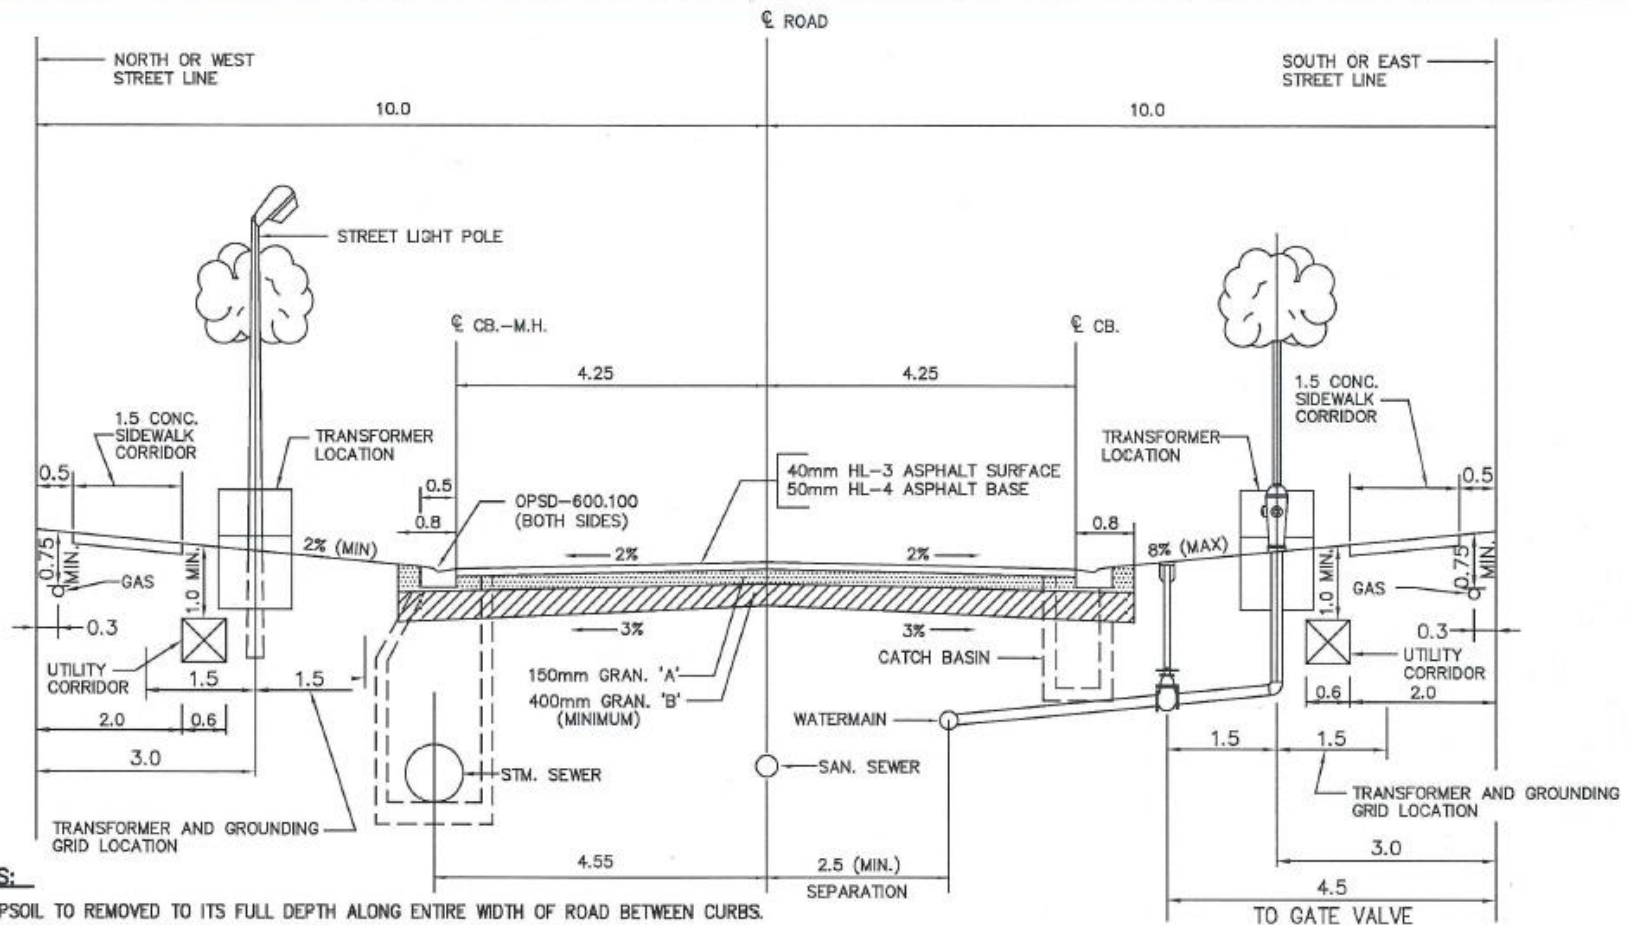 ℄ ROAD
NORTH OR WEST
STREET LINE
SOUTH OR EAST
STREET LINE
10.0
10.0
STREET LIGHT POLE
℄ CB.-M.H.
℄ CB.
4.25
4.25
1.5 CONC.
SIDEWALK
CORRIDOR
TRANSFORMER
LOCATION
0.5
0.5
0.8
OPSD-600.100
(BOTH SIDES)
40mm HL-3 ASPHALT SURFACE
50mm HL-4 ASPHALT BASE
TRANSFORMER
LOCATION
1.5 CONC.
SIDEWALK
CORRIDOR
0.8
0.5
2% (MIN)
2%
2%
8% (MAX)
0.75
MIN.
GAS
1.0 MIN.
0.3
1.0 MIN.
0.75
MIN.
GAS
0.3
3%
3%
UTILITY
CORRIDOR
1.5
1.5
2.0
0.6
3.0
150mm GRAN. 'A'
400mm GRAN. 'B'
(MINIMUM)
CATCH BASIN
WATERMAIN
UTILITY
CORRIDOR
0.6
2.0
1.5
1.5
STM. SEWER
SAN. SEWER
TRANSFORMER AND GROUNDING
GRID LOCATION
TRANSFORMER AND GROUNDING
GRID LOCATION
4.55
2.5 (MIN.)
SEPARATION
3.0
4.5
TO GATE VALVE
S:
PSOIL TO REMOVED TO ITS FULL DEPTH ALONG ENTIRE WIDTH OF ROAD BETWEEN CURBS.